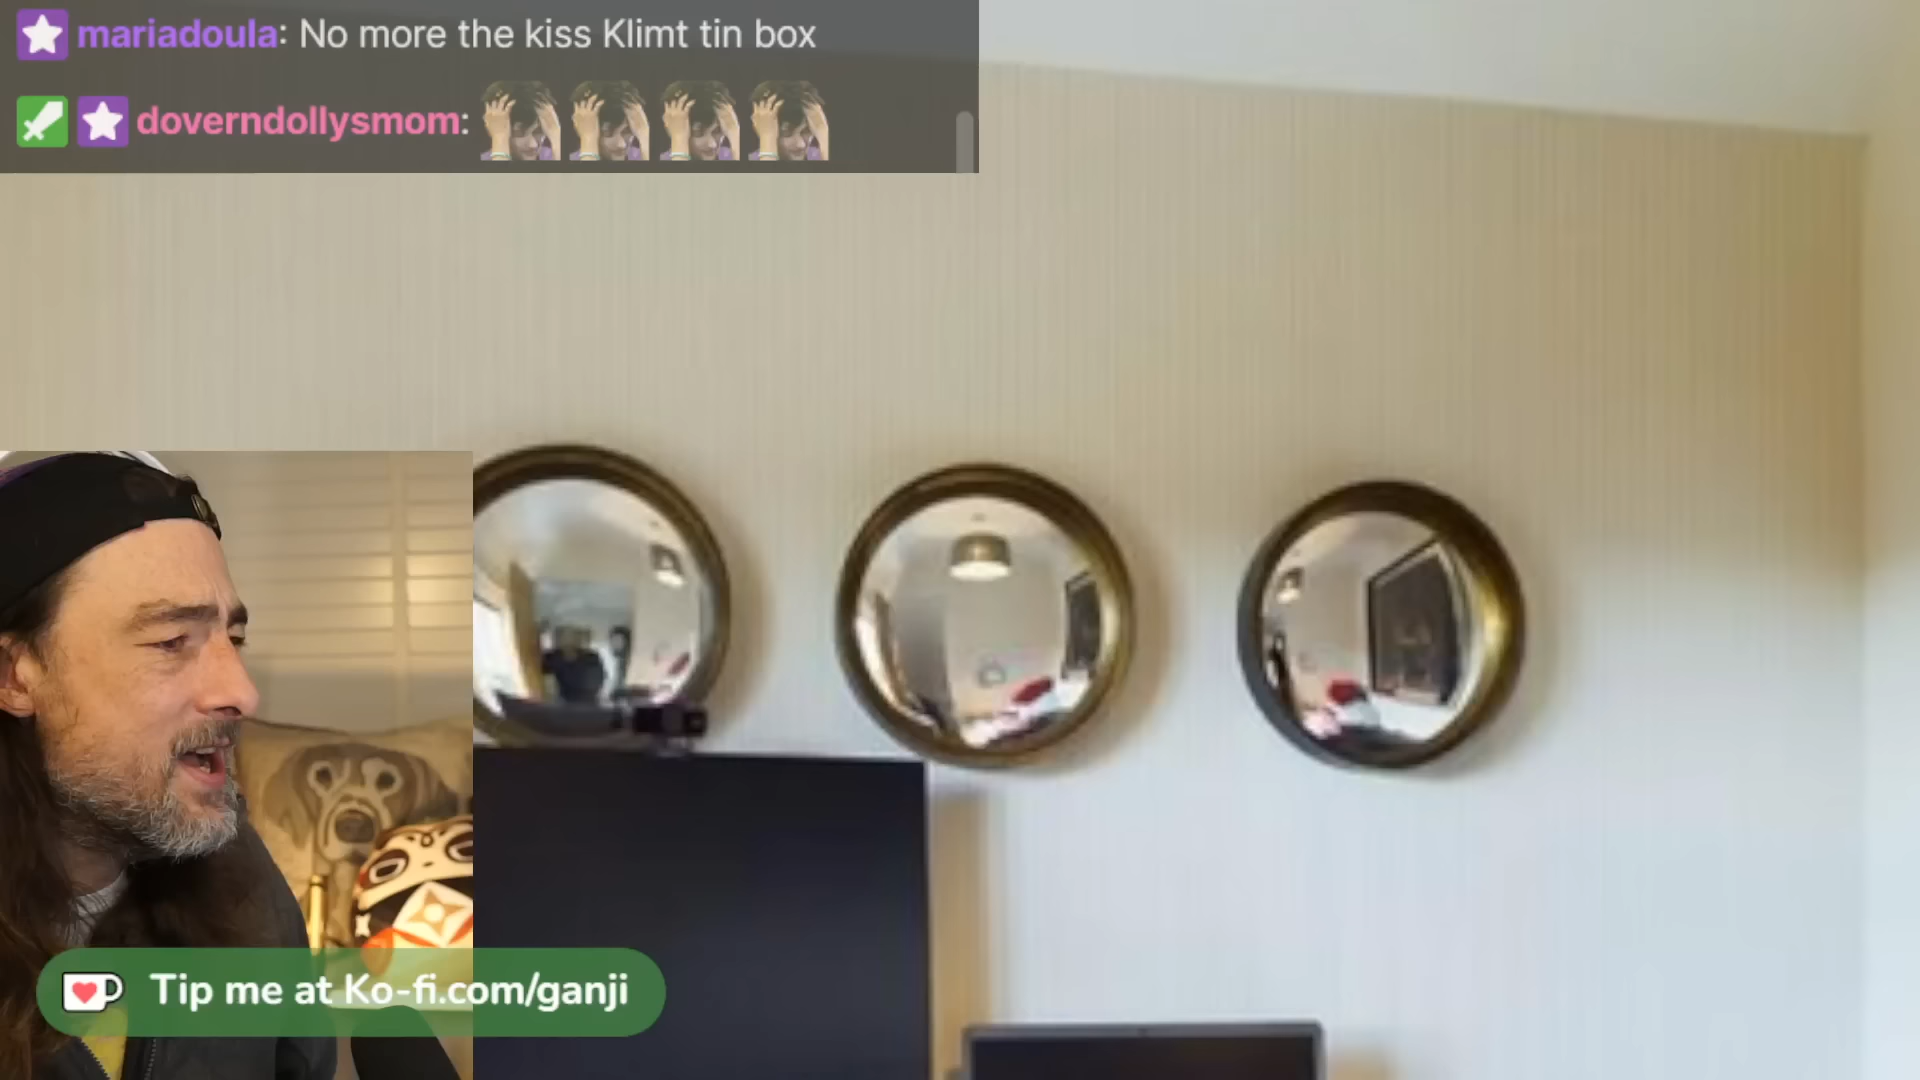 mariadoula: No more the kiss Klimt tin box
doverndollysmom:
Tip me at Ko-fi.com/ganji